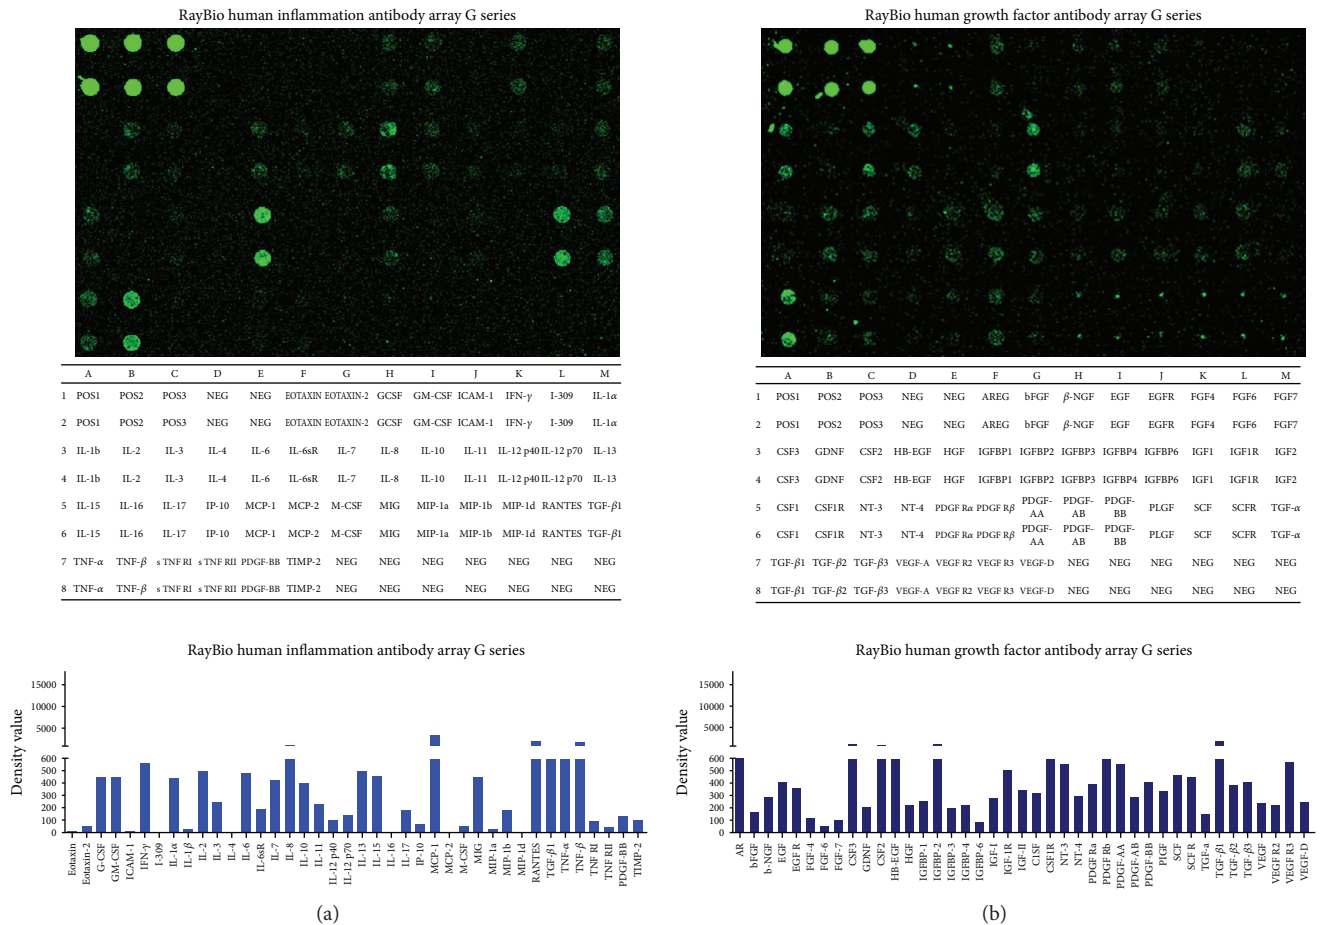 RayBio human inflammation antibody array G series
A B C D E F G H I J K L M
1 POS1 POS2 POS3 NEG NEG EOTAXIN EOTAXIN-2 GCSF GM-CSF ICAM-1 IFN-γ I-309 IL-1α
2 POS1 POS2 POS3 NEG NEG EOTAXIN EOTAXIN-2 GCSF GM-CSF ICAM-1 IFN-γ I-309 IL-1α
3 IL-1b IL-2 IL-3 IL-4 IL-6 IL-6sR IL-7 IL-8 IL-10 IL-11 IL-12 p40 IL-12 p70 IL-13
4 IL-1b IL-2 IL-3 IL-4 IL-6 IL-6sR IL-7 IL-8 IL-10 IL-11 IL-12 p40 IL-12 p70 IL-13
5 IL-15 IL-16 IL-17 IP-10 MCP-1 MCP-2 M-CSF MIG MIP-1a MIP-1b MIP-1d RANTES TGF-β1
6 IL-15 IL-16 IL-17 IP-10 MCP-1 MCP-2 M-CSF MIG MIP-1a MIP-1b MIP-1d RANTES TGF-β1
7 TNF-α TNF-β s TNF RI s TNF RII PDGF-BB TIMP-2 NEG NEG NEG NEG NEG NEG NEG
8 TNF-α TNF-β s TNF RI s TNF RII PDGF-BB TIMP-2 NEG NEG NEG NEG NEG NEG NEG
RayBio human inflammation antibody array G series
Density value
15000
10000
5000
600
500
400
300
200
100
0
Eotaxin
Eotaxin-2
G-CSF
GM-CSF
ICAM-1
IFN-γ
I-309
IL-1α
IL-1β
IL-2
IL-3
IL-4
IL-6
IL-6sR
IL-7
IL-8
IL-10
IL-11
IL-12 p40
IL-12 p70
IL-13
IL-15
IL-16
IL-17
IP-10
MCP-1
MCP-2
M-CSF
MIG
MIP-1a
MIP-1b
MIP-1d
RANTES
TGF-β1
TNF-α
TNF-β
TNF RI
TNF RII
PDGF-BB
TIMP-2
(a)
RayBio human growth factor antibody array G series
A B C D E F G H I J K L M
1 POS1 POS2 POS3 NEG NEG AREG bFGF β-NGF EGF EGFR FGF4 FGF6 FGF7
2 POS1 POS2 POS3 NEG NEG AREG bFGF β-NGF EGF EGFR FGF4 FGF6 FGF7
3 CSF3 GDNF CSF2 HB-EGF HGF IGFBP1 IGFBP2 IGFBP3 IGFBP4 IGFBP6 IGF1 IGF1R IGF2
4 CSF3 GDNF CSF2 HB-EGF HGF IGFBP1 IGFBP2 IGFBP3 IGFBP4 IGFBP6 IGF1 IGF1R IGF2
5 CSF1 CSF1R NT-3 NT-4 PDGF Rα PDGF Rβ PDGF-AA PDGF-AB PDGF-BB PLGF SCF SCFR TGF-α
6 CSF1 CSF1R NT-3 NT-4 PDGF Rα PDGF Rβ PDGF-AA PDGF-AB PDGF-BB PLGF SCF SCFR TGF-α
7 TGF-β1 TGF-β2 TGF-β3 VEGF-A VEGF R2 VEGF R3 VEGF-D NEG NEG NEG NEG NEG NEG
8 TGF-β1 TGF-β2 TGF-β3 VEGF-A VEGF R2 VEGF R3 VEGF-D NEG NEG NEG NEG NEG NEG
RayBio human growth factor antibody array G series
Density value
15000
10000
5000
600
500
400
300
200
100
0
AR
bFGF
b-NGF
EGF
EGF R
FGF-4
FGF-6
FGF-7
CSF3
GDNF
CSF2
HB-EGF
HGF
IGFBP-1
IGFBP-2
IGFBP-3
IGFBP-4
IGFBP-6
IGF-I
IGF-1R
IGF-II
C1SF
CSF1R
NT-3
NT-4
PDGF Ra
PDGF Rb
PDGF-AA
PDGF-AB
PDGF-BB
PIGF
SCF
SCF R
TGF-a
TGF-β1
TGF-β2
TGF-β3
VEGF
VEGF R2
VEGF R3
VEGF-D
(b)